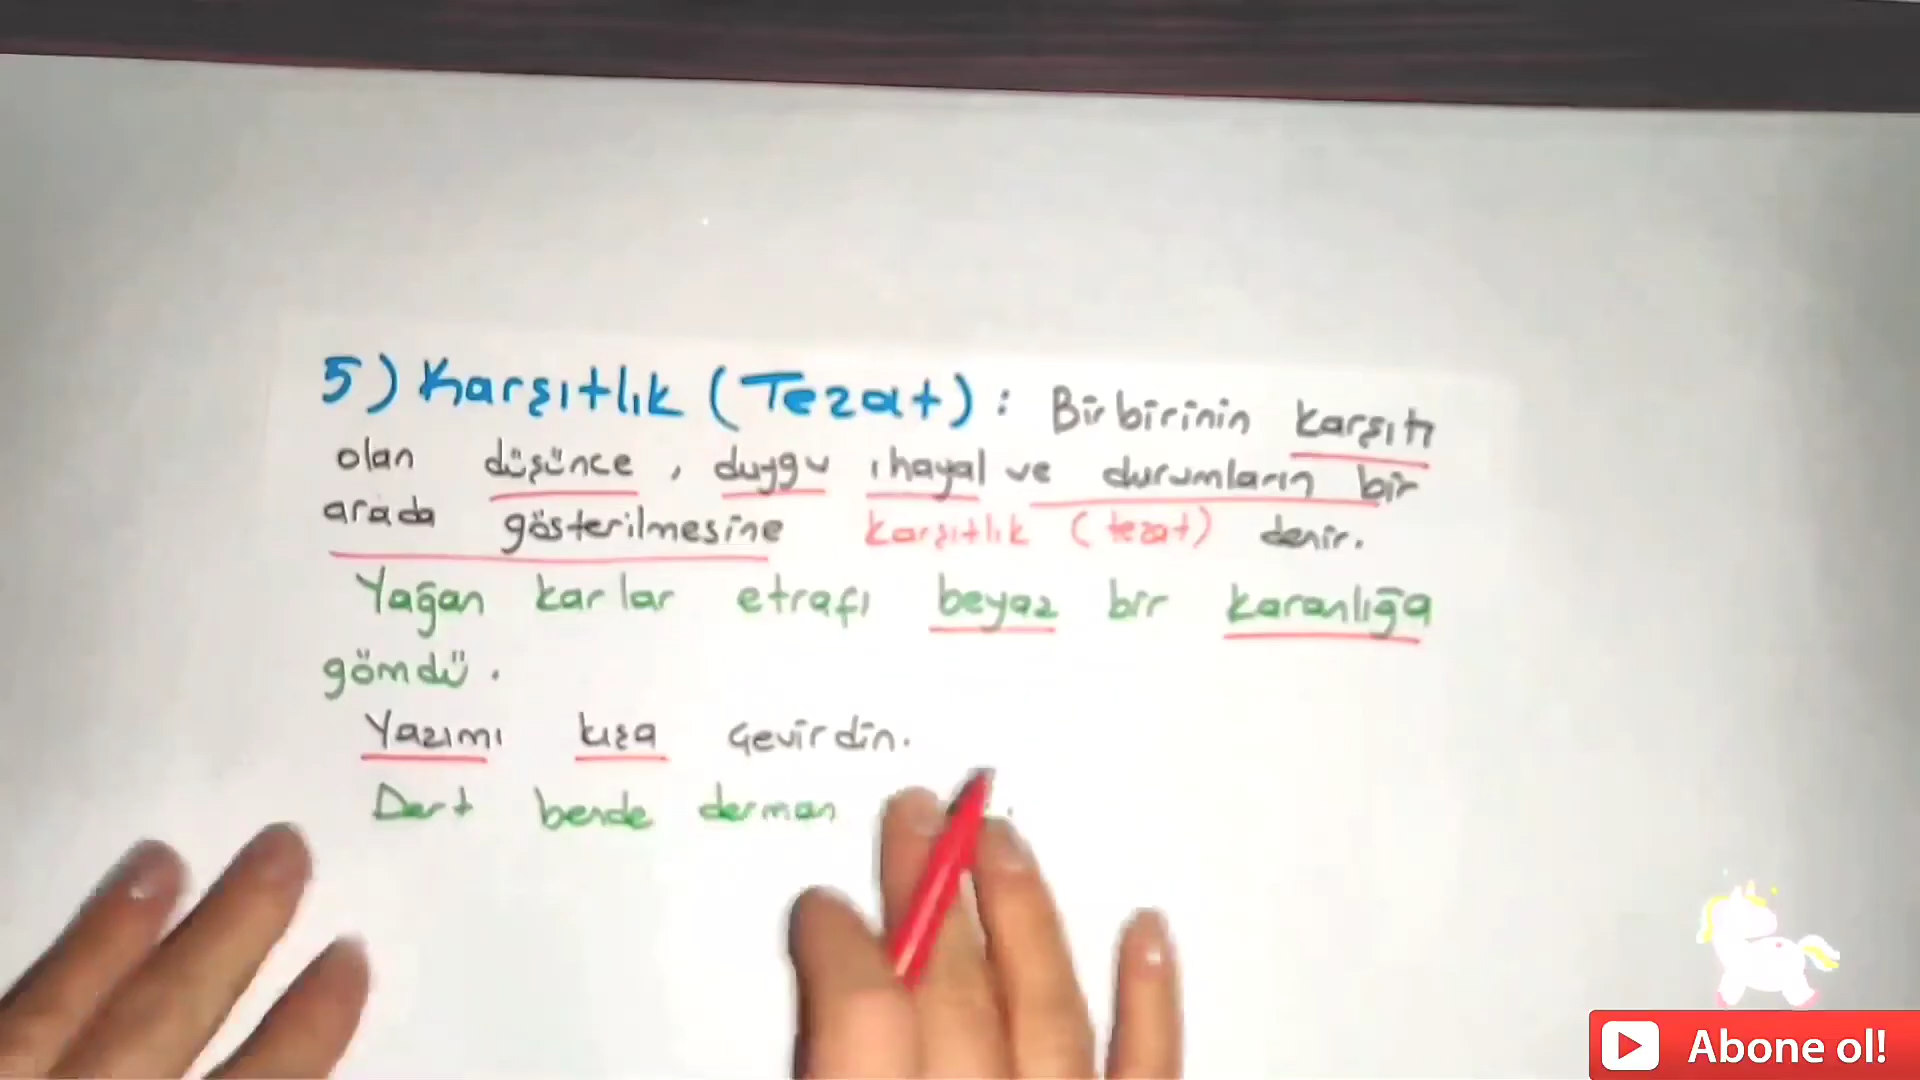 5) Karşıtlık (Tezat): Birbirinin karşıtı
olan düşünce, duygu, hayal ve durumların bir
arada gösterilmesine karşıtlık (tezat) denir.
Yağan karlar etrafı beyaz bir karanlığa
gömdü.
Yazımı kışa çevirdin.
Dert bende derman
Abone ol!